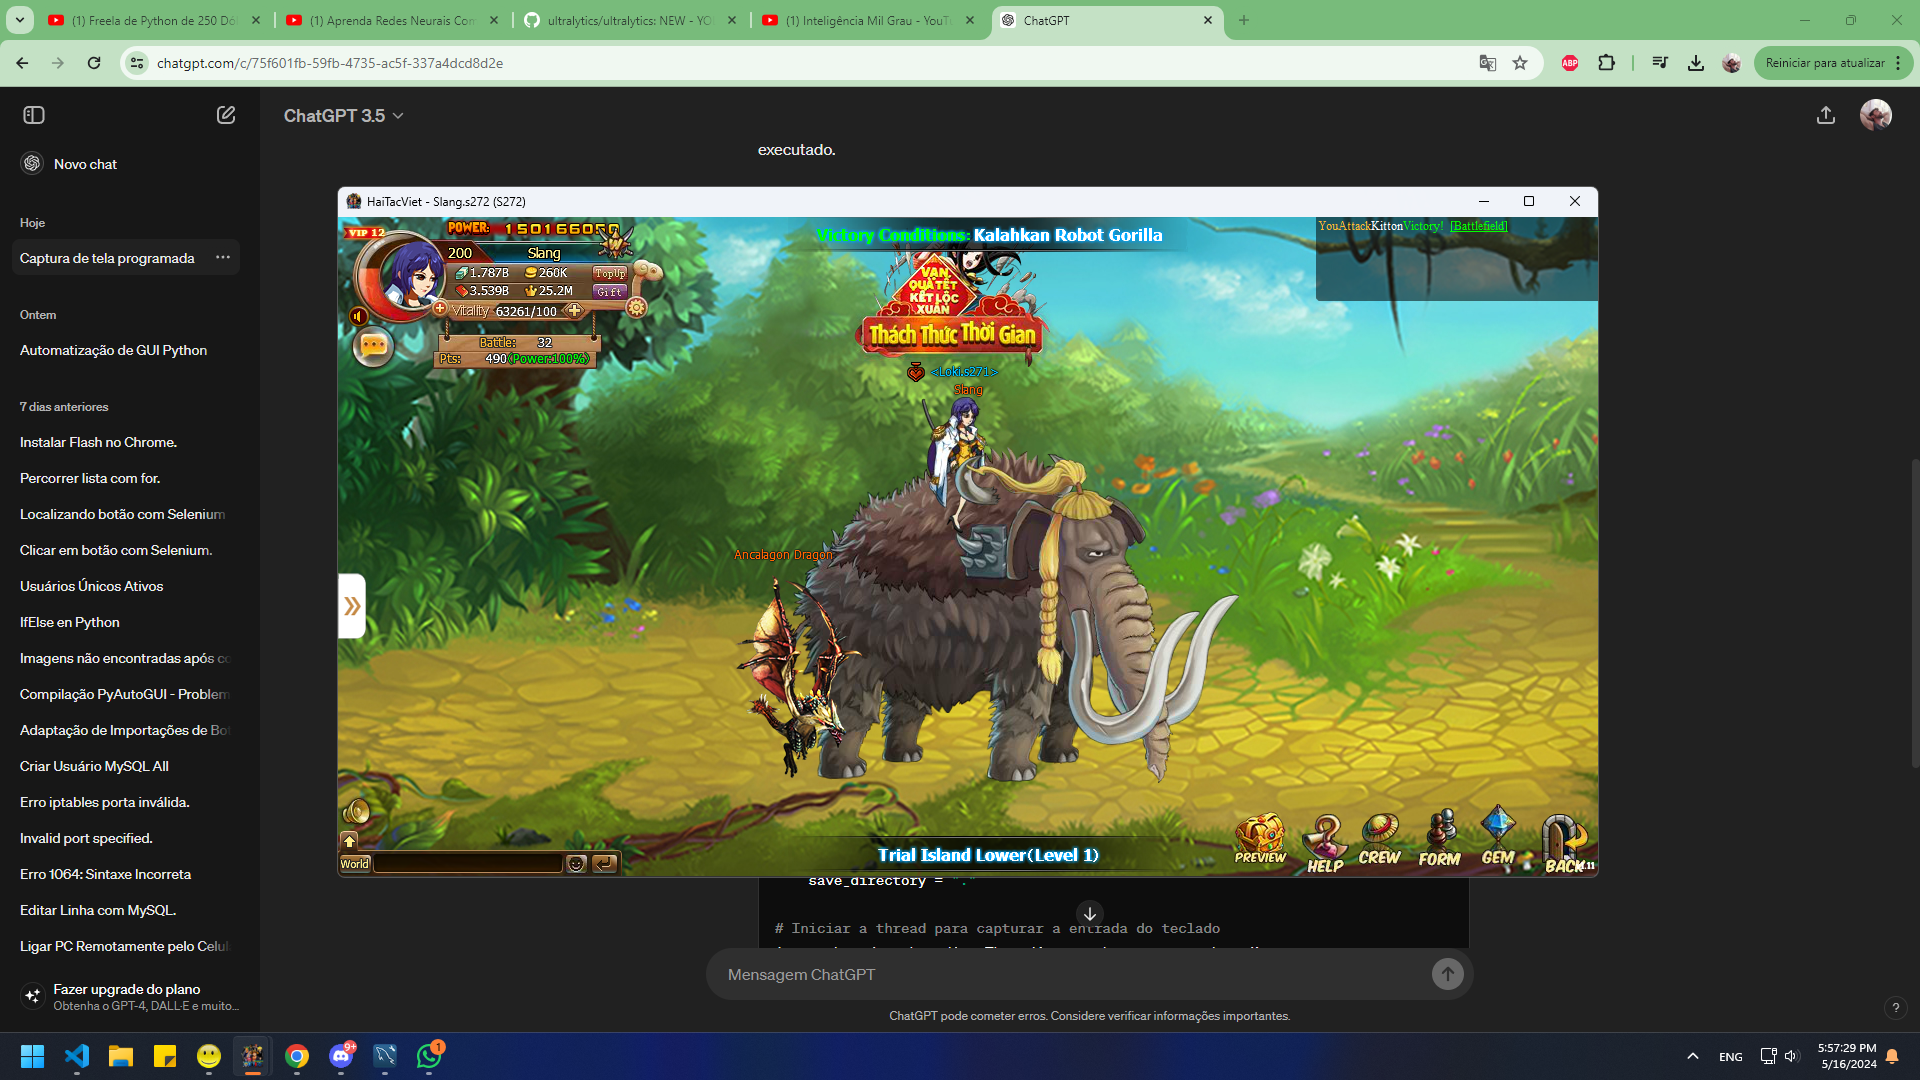 (1) Freela de Python de 250 Dól
(1) Aprenda Redes Neurais Com
ultralytics/ultralytics: NEW - YO
(1) Inteligência Mil Grau - YouTu
ChatGPT
chatgpt.com/c/75f601fb-59fb-4735-ac5f-337a4dcd8d2e
ABP
Reiniciar para atualizar
ChatGPT 3.5
Novo chat
executado.
Hoje
Captura de tela programada
Ontem
Automatização de GUI Python
7 dias anteriores
Instalar Flash no Chrome.
Percorrer lista com for.
Localizando botão com Selenium
Clicar em botão com Selenium.
Usuários Únicos Ativos
IfElse en Python
Imagens não encontradas após co
Compilação PyAutoGUI - Problem
Adaptação de Importações de Bot
Criar Usuário MySQL All
Erro iptables porta inválida.
Invalid port specified.
Erro 1064: Sintaxe Incorreta
Editar Linha com MySQL.
Ligar PC Remotamente pelo Celul
Fazer upgrade do plano
Obtenha o GPT-4, DALL·E e muito...
HaiTacViet - Slang.s272 (S272)
VIP 12
POWER: 150166050
200 Slang
1.787B 260K TopUp
3.539B 25.2M Gift
Vitality 63261/100
Battle: 32
Pts: 490(Power:100%)
Victory Conditions: Kalahkan Robot Gorilla
YouAttackKittonVictory! [Battlefield]
VẠN
QUÀ TẾT
KẾT LỘC
XUÂN
Thách Thức Thời Gian
<Loki.s271>
Slang
Ancalagon Dragon
World
Trial Island Lower(Level 1)
PREVIEW
HELP
CREW
FORM
GEM
BACK
save_directory = "."
# Iniciar a thread para capturar a entrada do teclado
Mensagem ChatGPT
ChatGPT pode cometer erros. Considere verificar informações importantes.
?
9+
1
ENG
5:57:29 PM
5/16/2024